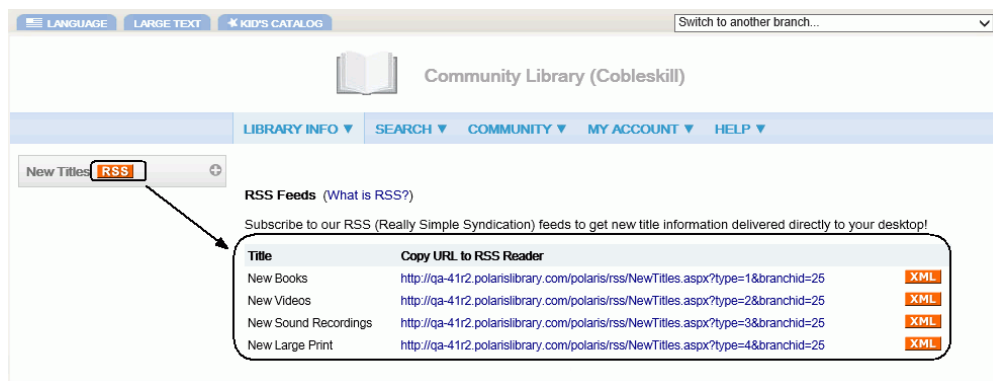 LANGUAGE LARGE TEXT KID'S CATALOG Switch to another branch...
Community Library (Cobleskill)
LIBRARY INFO ▼ SEARCH ▼ COMMUNITY ▼ MY ACCOUNT ▼ HELP ▼
New Titles RSS
RSS Feeds (What is RSS?)
Subscribe to our RSS (Really Simple Syndication) feeds to get new title information delivered directly to your desktop!
Title Copy URL to RSS Reader
New Books http://qa-41r2.polarislibrary.com/polaris/rss/NewTitles.aspx?type=1&branchid=25 XML
New Videos http://qa-41r2.polarislibrary.com/polaris/rss/NewTitles.aspx?type=2&branchid=25 XML
New Sound Recordings http://qa-41r2.polarislibrary.com/polaris/rss/NewTitles.aspx?type=3&branchid=25 XML
New Large Print http://qa-41r2.polarislibrary.com/polaris/rss/NewTitles.aspx?type=4&branchid=25 XML